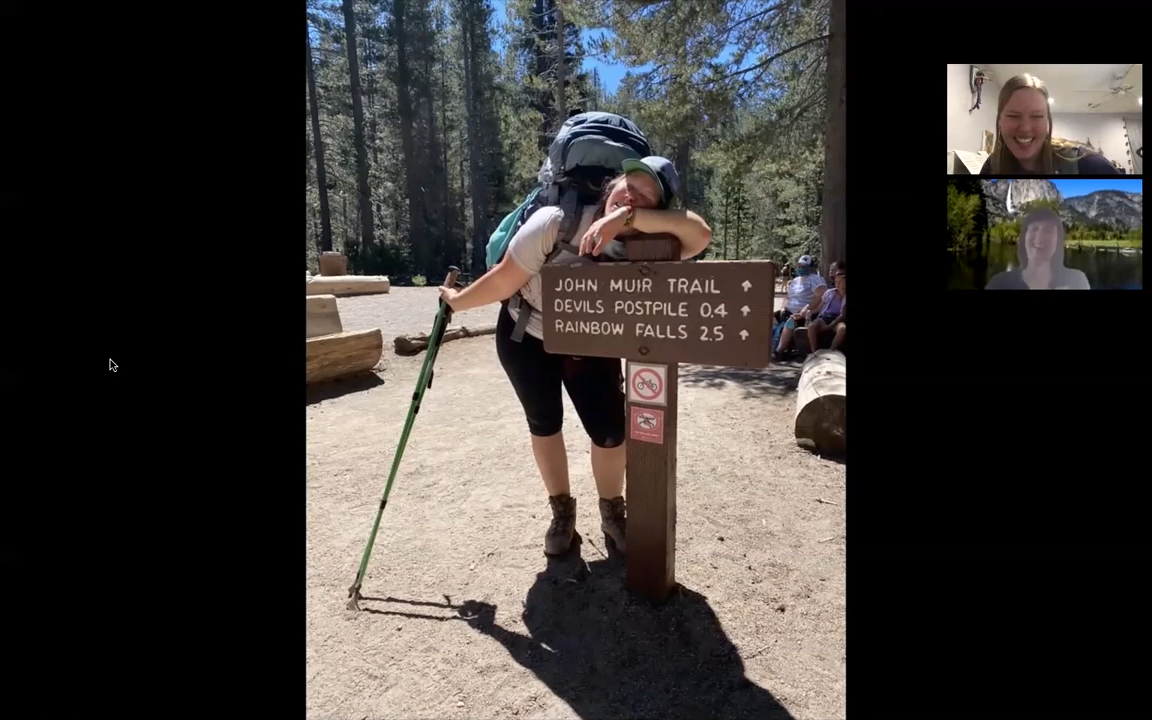 JOHN MUIR TRAIL ↑
DEVILS POSTPILE 0.4 ↑
RAINBOW FALLS 2.5 ↑